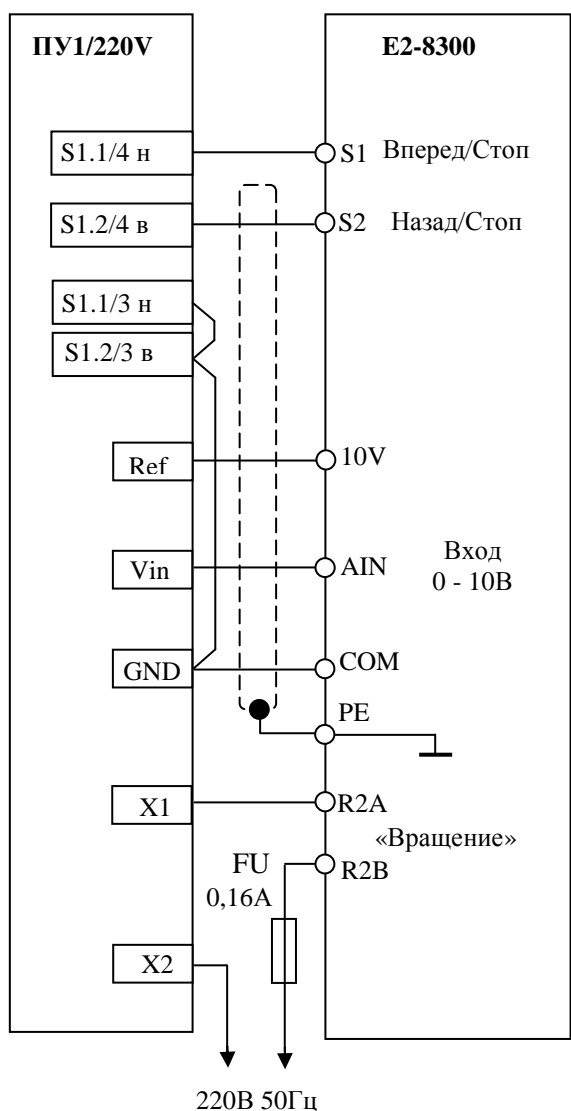 ПУ1/220V
E2-8300
S1.1/4 н
S1 Вперед/Стоп
S1.2/4 в
S2 Назад/Стоп
S1.1/3 н
S1.2/3 в
Ref
10V
Vin
AIN
Вход
0 - 10В
GND
COM
PE
X1
R2A
«Вращение»
FU
0,16А
R2B
X2
220В 50Гц